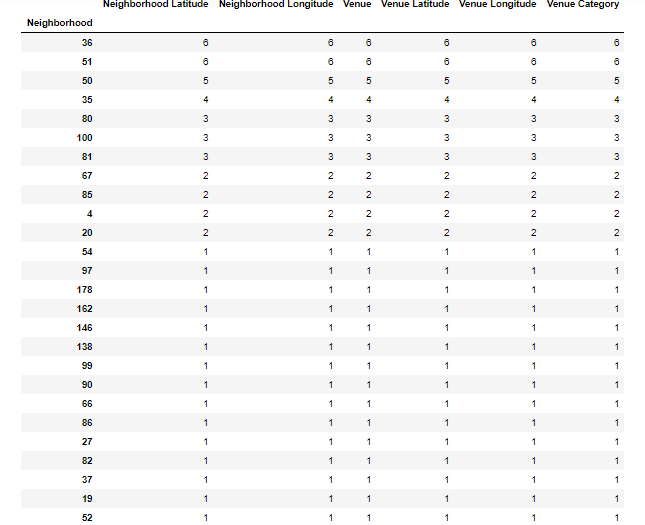 Neighborhood Latitude Neighborhood Longitude Venue Venue Latitude Venue Longitude Venue Category
Neighborhood
36 6 6 6 6 6 6
51 6 6 6 6 6 6
50 5 5 5 5 5 5
35 4 4 4 4 4 4
80 3 3 3 3 3 3
100 3 3 3 3 3 3
81 3 3 3 3 3 3
67 2 2 2 2 2 2
85 2 2 2 2 2 2
4 2 2 2 2 2 2
20 2 2 2 2 2 2
54 1 1 1 1 1 1
97 1 1 1 1 1 1
178 1 1 1 1 1 1
162 1 1 1 1 1 1
146 1 1 1 1 1 1
138 1 1 1 1 1 1
99 1 1 1 1 1 1
90 1 1 1 1 1 1
66 1 1 1 1 1 1
86 1 1 1 1 1 1
27 1 1 1 1 1 1
82 1 1 1 1 1 1
37 1 1 1 1 1 1
19 1 1 1 1 1 1
52 1 1 1 1 1 1